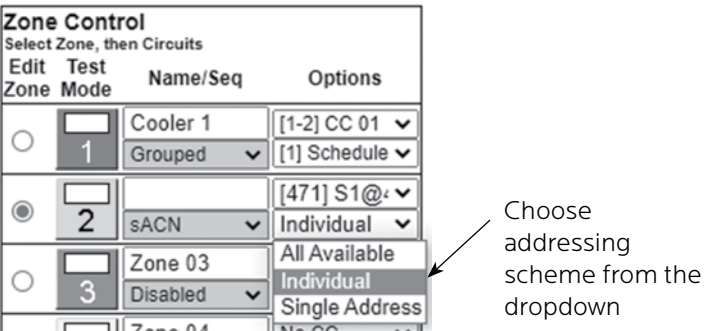 Zone Control
Select Zone, then Circuits
Edit Zone
Test Mode
Name/Seq
Options
1
Cooler 1
Grouped
[1-2] CC 01
[1] Schedule
2
sACN
[471] S1@
Individual
All Available
Individual
Single Address
3
Zone 03
Disabled
Zone 04
No CC
Choose
addressing
scheme from the
dropdown